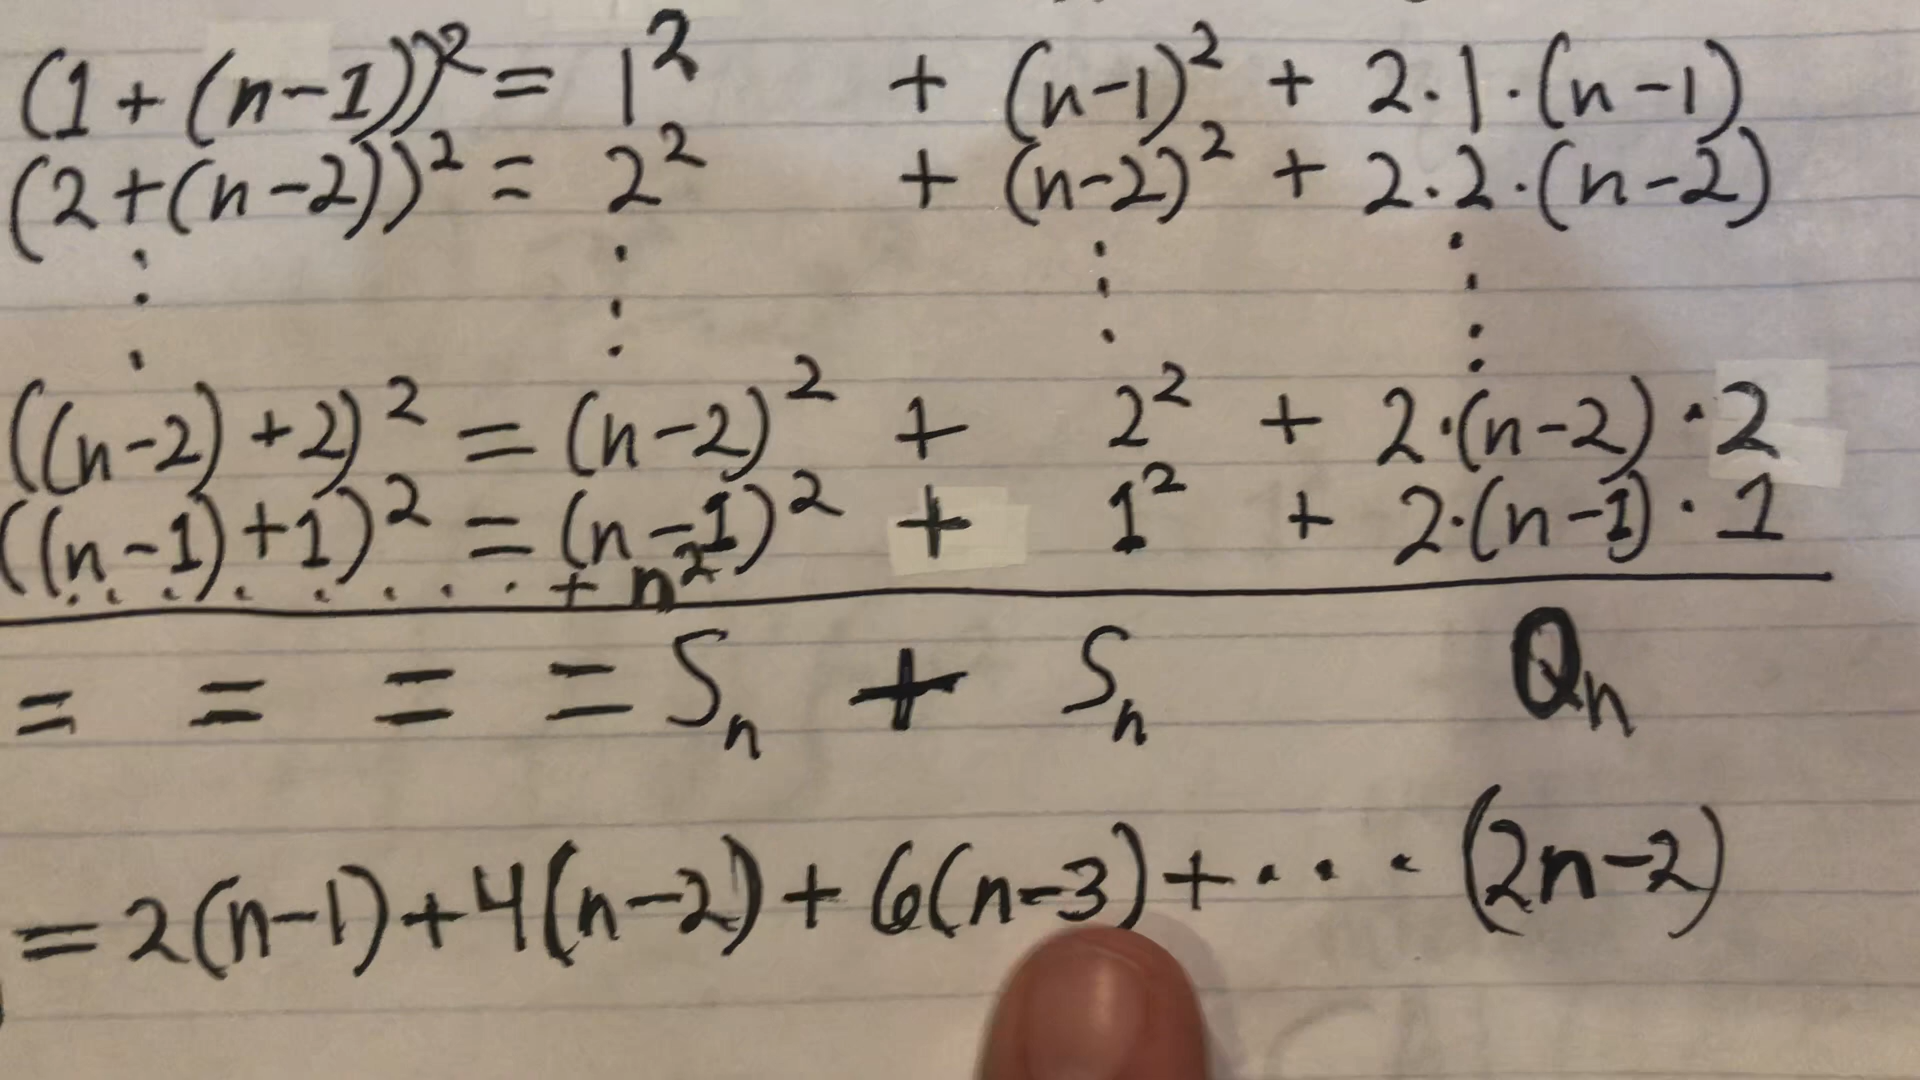 (1 + (n-1))² = 1² + (n-1)² + 2·1·(n-1)
(2+(n-2))² = 2² + (n-2)² + 2·2·(n-2)
⋮ ⋮ ⋮ ⋮
((n-2)+2)² = (n-2)² + 2² + 2·(n-2)·2
((n-1)+1)² = (n-1)² + 1² + 2·(n-1)·1
. . . . . . . . + n²
= = = = Sₙ + Sₙ Qₙ
= 2(n-1)+4(n-2)+6(n-3)+··· (2n-2)